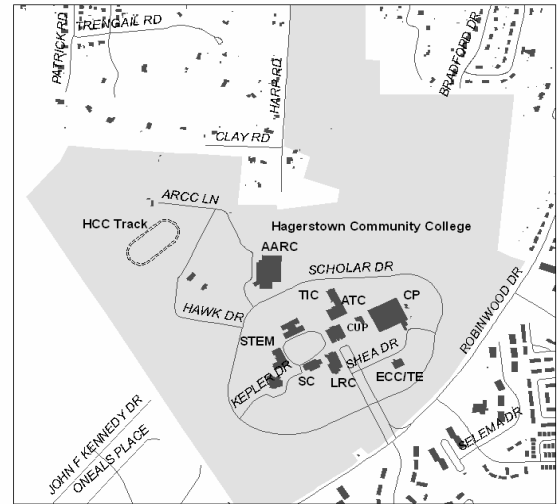 TRENGAIL RD
PATRICK RD
BRADFORD DR
HARP RD
CLAY RD
ARCC LN
HCC Track
Hagerstown Community College
AARC
SCHOLAR DR
TIC
ATC
CP
HAWK DR
CUP
STEM
SHEA DR
ROBINWOOD DR
KEPLER DR
SC
LRC
ECC/TE
SELEMA DR
JOHN F KENNEDY DR
ONEALS PLACE